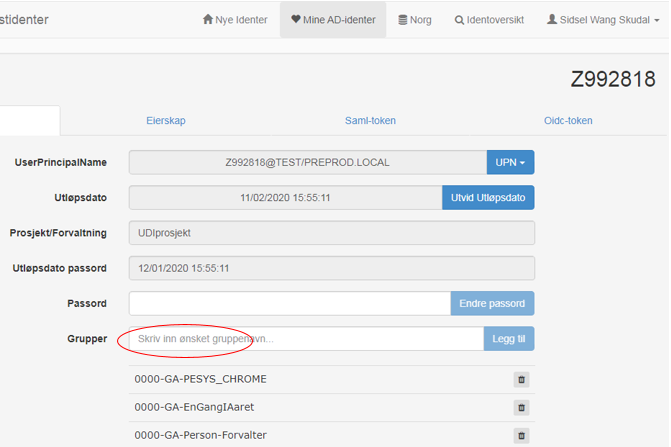 stidenter Nye Identer Mine AD-identer Norg Identoversikt Sidsel Wang Skudal
Z992818
Eierskap Saml-token Oidc-token
UserPrincipalName Z992818@TEST/PREPROD.LOCAL UPN
Utløpsdato 11/02/2020 15:55:11 Utvid Utløpsdato
Prosjekt/Forvaltning UDIprosjekt
Utløpsdato passord 12/01/2020 15:55:11
Passord Endre passord
Grupper Skriv inn ønsket gruppenavn... Legg til
0000-GA-PESYS_CHROME
0000-GA-EnGangIAaret
0000-GA-Person-Forvalter